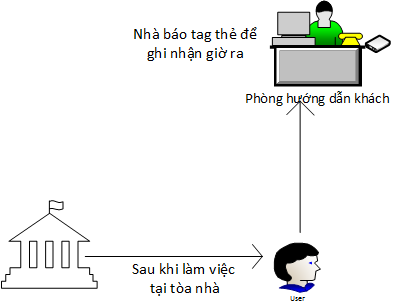 Nhà báo tag thẻ để
ghi nhận giờ ra
Phòng hướng dẫn khách
Sau khi làm việc
tại tòa nhà
User